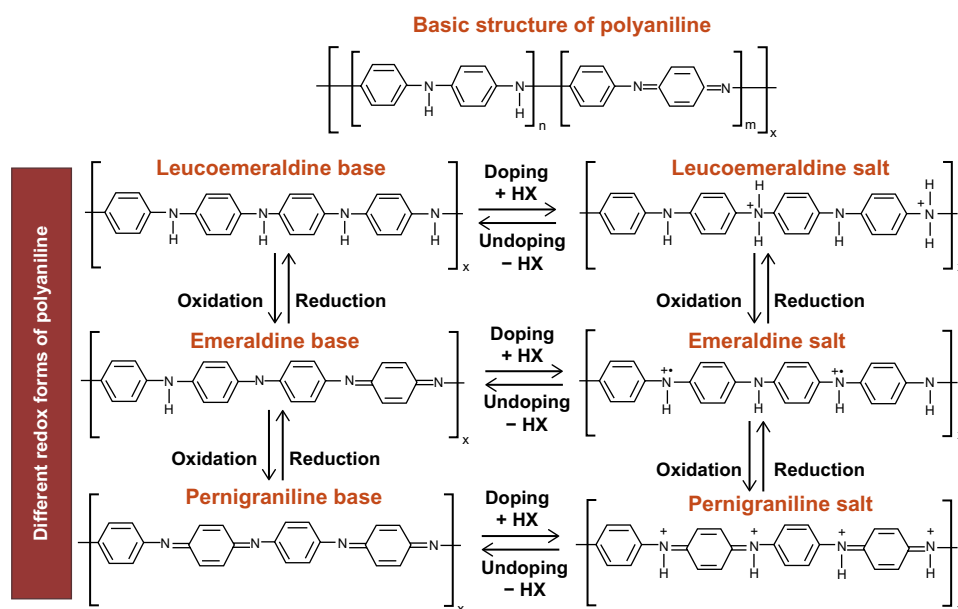 Basic structure of polyaniline
N N N N
H H
n m x
Different redox forms of polyaniline
Leucoemeraldine base
N N N N
H H H H
x
Doping
+ HX
Undoping
− HX
Leucoemeraldine salt
H H
N +N N +N
H H H H
Oxidation Reduction
Oxidation Reduction
Emeraldine base
N N N N
H
x
Doping
+ HX
Undoping
− HX
Emeraldine salt
+• +•
N N N N
H H H H
Oxidation Reduction
Oxidation Reduction
Pernigraniline base
N N N N
x
Doping
+ HX
Undoping
− HX
Pernigraniline salt
+ + + +
N N N N
H H H H